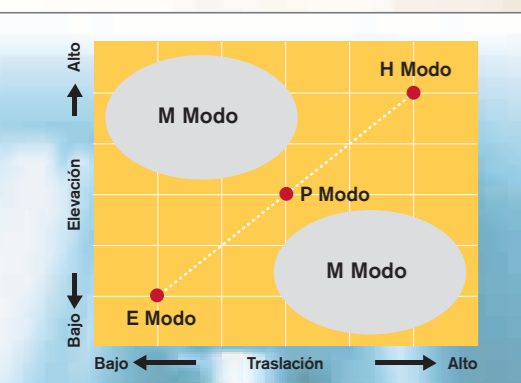 Alto
H Modo
M Modo
Elevación
P Modo
M Modo
E Modo
Bajo
Bajo
Traslación
Alto